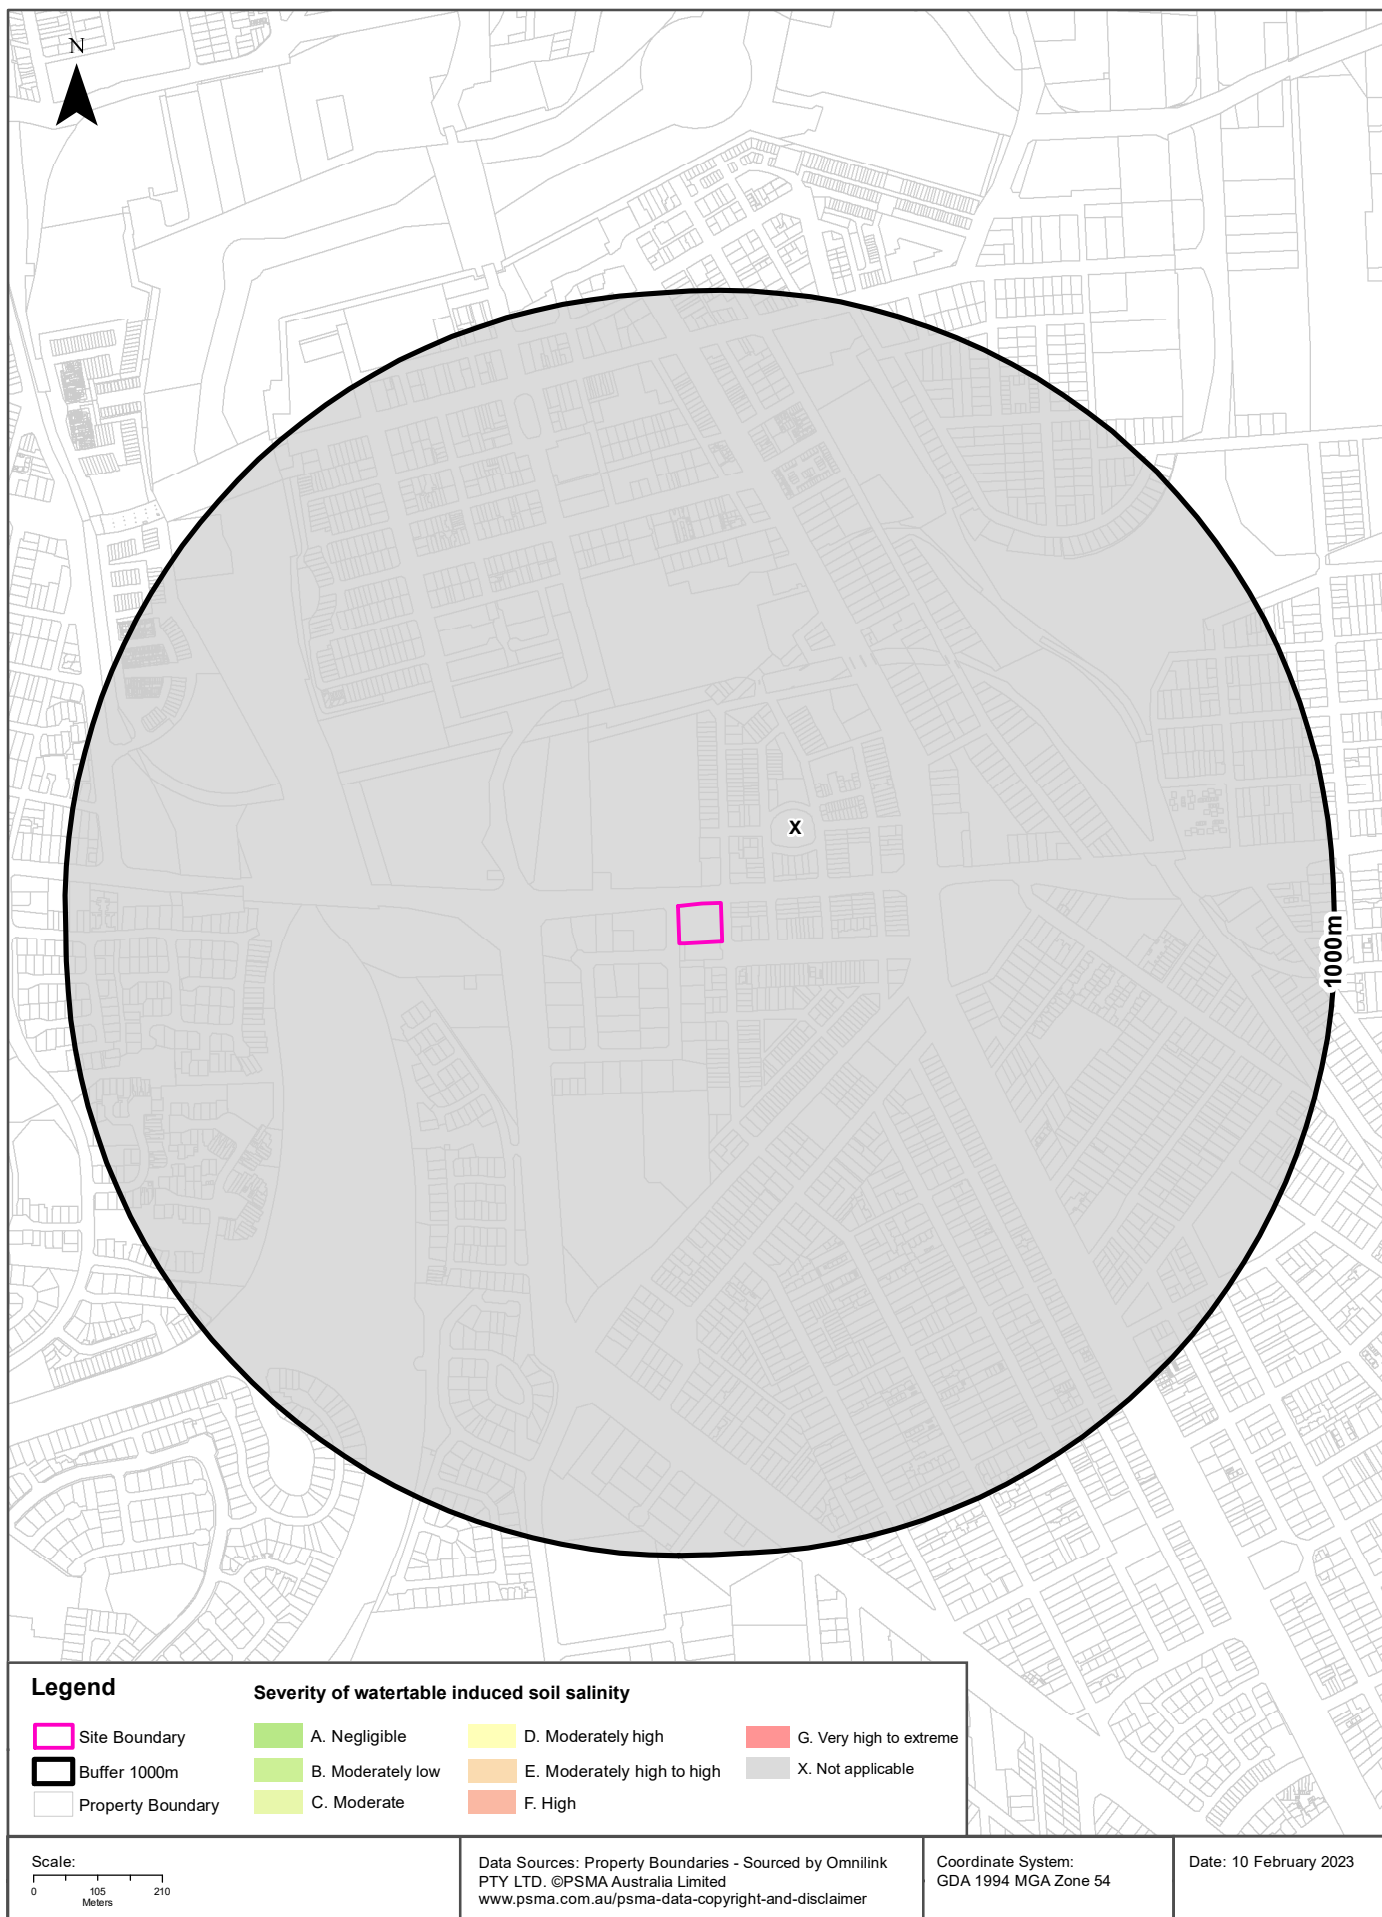 N
X
1000m
Legend
Severity of watertable induced soil salinity
Site Boundary
Buffer 1000m
Property Boundary
A. Negligible
B. Moderately low
C. Moderate
D. Moderately high
E. Moderately high to high
F. High
G. Very high to extreme
X. Not applicable
Scale:
0 105 210
Meters
Data Sources: Property Boundaries - Sourced by Omnilink
PTY LTD. ©PSMA Australia Limited
www.psma.com.au/psma-data-copyright-and-disclaimer
Coordinate System:
GDA 1994 MGA Zone 54
Date: 10 February 2023